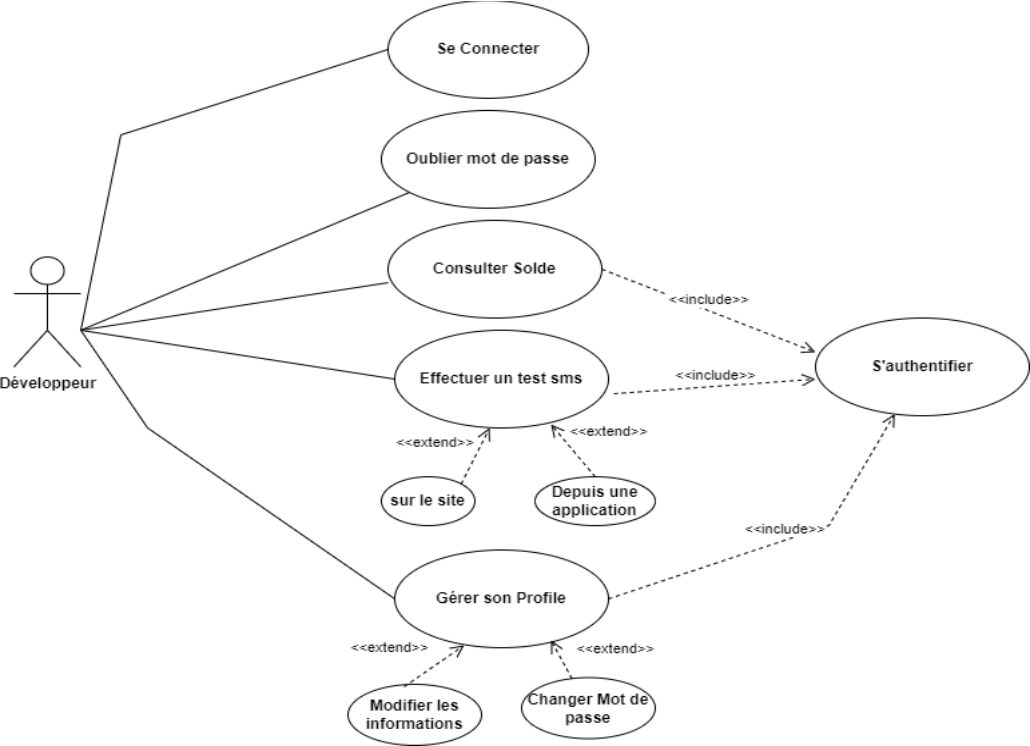 Se Connecter
Oublier mot de passe
Consulter Solde
<<include>>
S'authentifier
Développeur
Effectuer un test sms
<<include>>
<<extend>>
<<extend>>
sur le site
Depuis une
application
<<include>>
Gérer son Profile
<<extend>>
<<extend>>
Modifier les
informations
Changer Mot de
passe